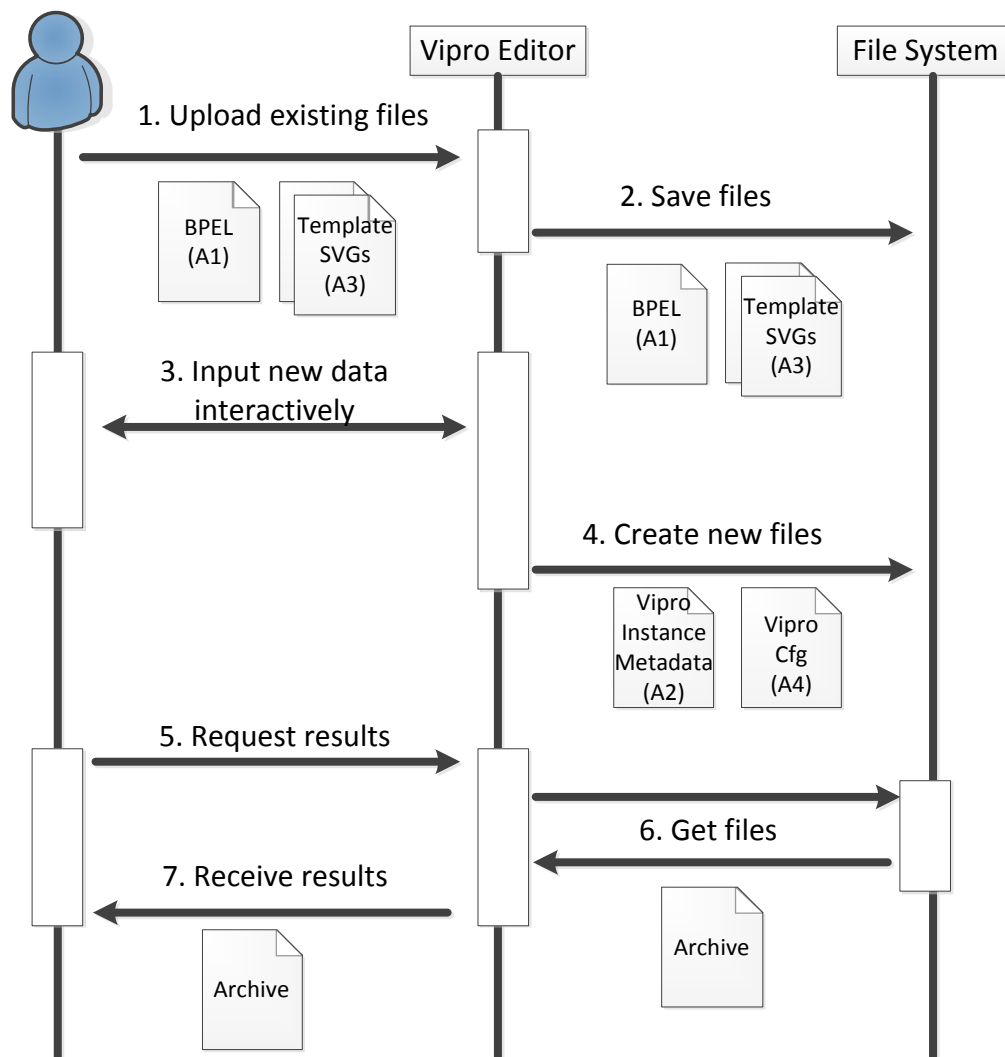 Vipro Editor
File System
1. Upload existing files
BPEL
(A1)
Template
SVGs
(A3)
2. Save files
BPEL
(A1)
Template
SVGs
(A3)
3. Input new data
interactively
4. Create new files
Vipro
Instance
Metadata
(A2)
Vipro
Cfg
(A4)
5. Request results
6. Get files
7. Receive results
Archive
Archive